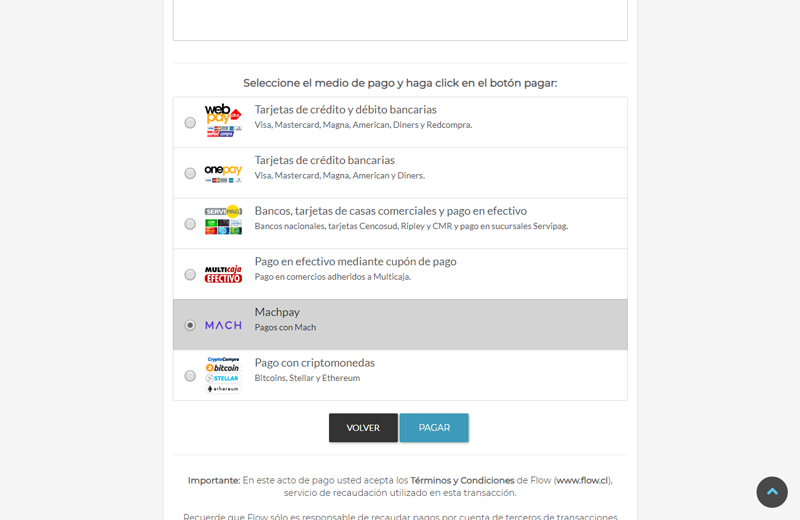 Seleccione el medio de pago y haga click en el botón pagar:
web
pay
plus
Tarjetas de crédito y débito bancarias
Visa, Mastercard, Magna, American, Diners y Redcompra.
onepay
Tarjetas de crédito bancarias
Visa, Mastercard, Magna, American y Diners.
SERVIPAG
Bancos, tarjetas de casas comerciales y pago en efectivo
Bancos nacionales, tarjetas Cencosud, Ripley y CMR y pago en sucursales Servipag.
MULTIcaja
EFECTIVO
Pago en efectivo mediante cupón de pago
Pago en comercios adheridos a Multicaja.
MACH
Machpay
Pagos con Mach
CryptoCompra
bitcoin
STELLAR
ethereum
Pago con criptomonedas
Bitcoins, Stellar y Ethereum
VOLVER PAGAR
Importante: En este acto de pago usted acepta los Términos y Condiciones de Flow (www.flow.cl),
servicio de recaudación utilizado en esta transacción.
Recuerde que Flow sólo es responsable de recaudar pagos por cuenta de terceros de transacciones